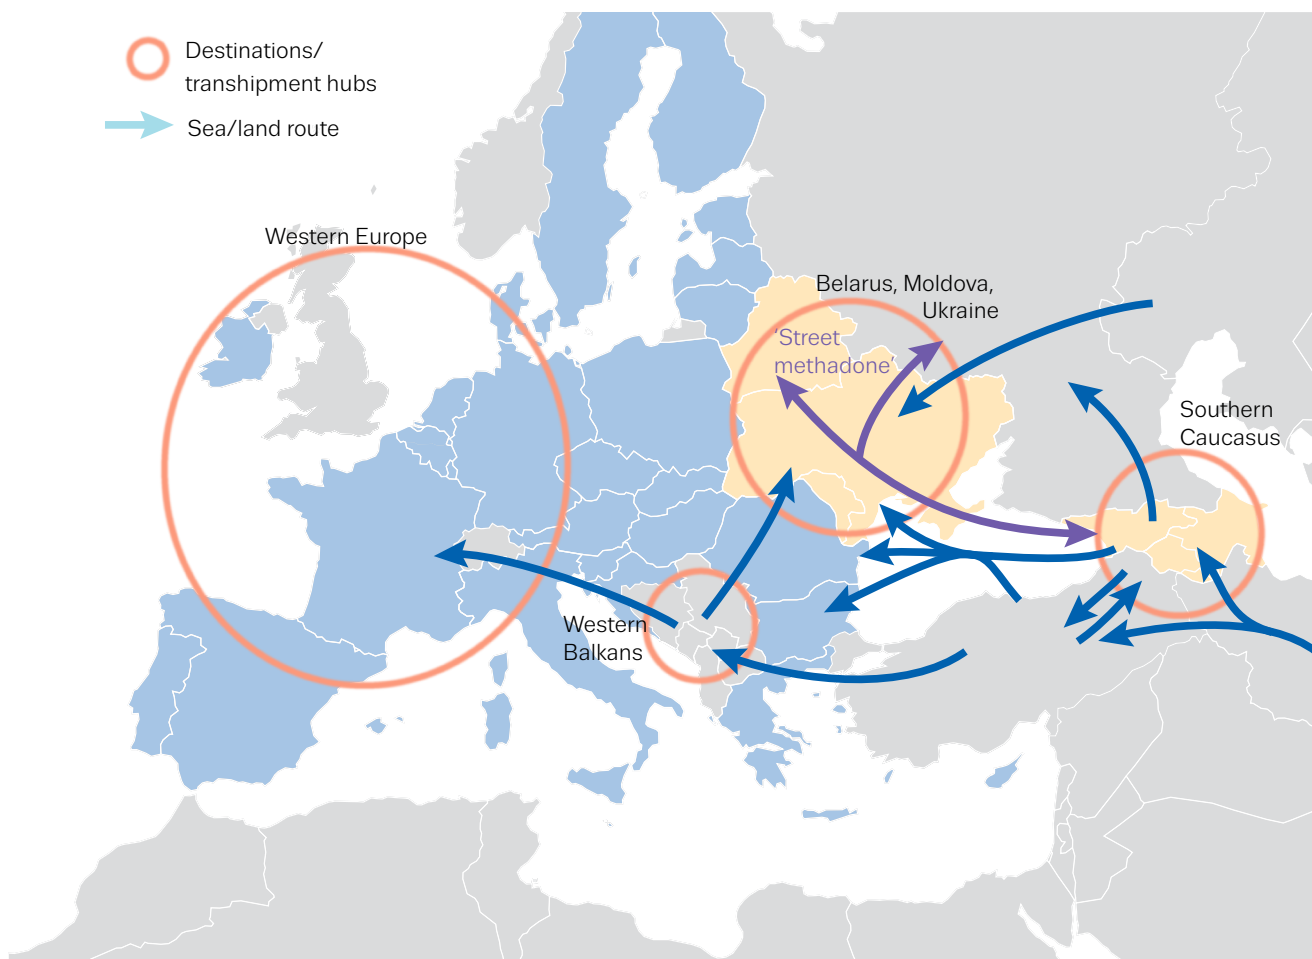 Destinations/
transhipment hubs
Sea/land route
Western Europe
Belarus, Moldova,
Ukraine
'Street
methadone'
Southern
Caucasus
Western
Balkans